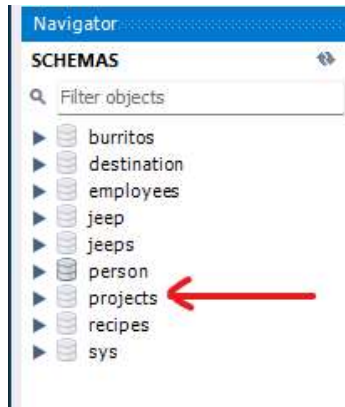 Navigator
SCHEMAS
Filter objects
burritos
destination
employees
jeep
jeeps
person
projects
recipes
sys